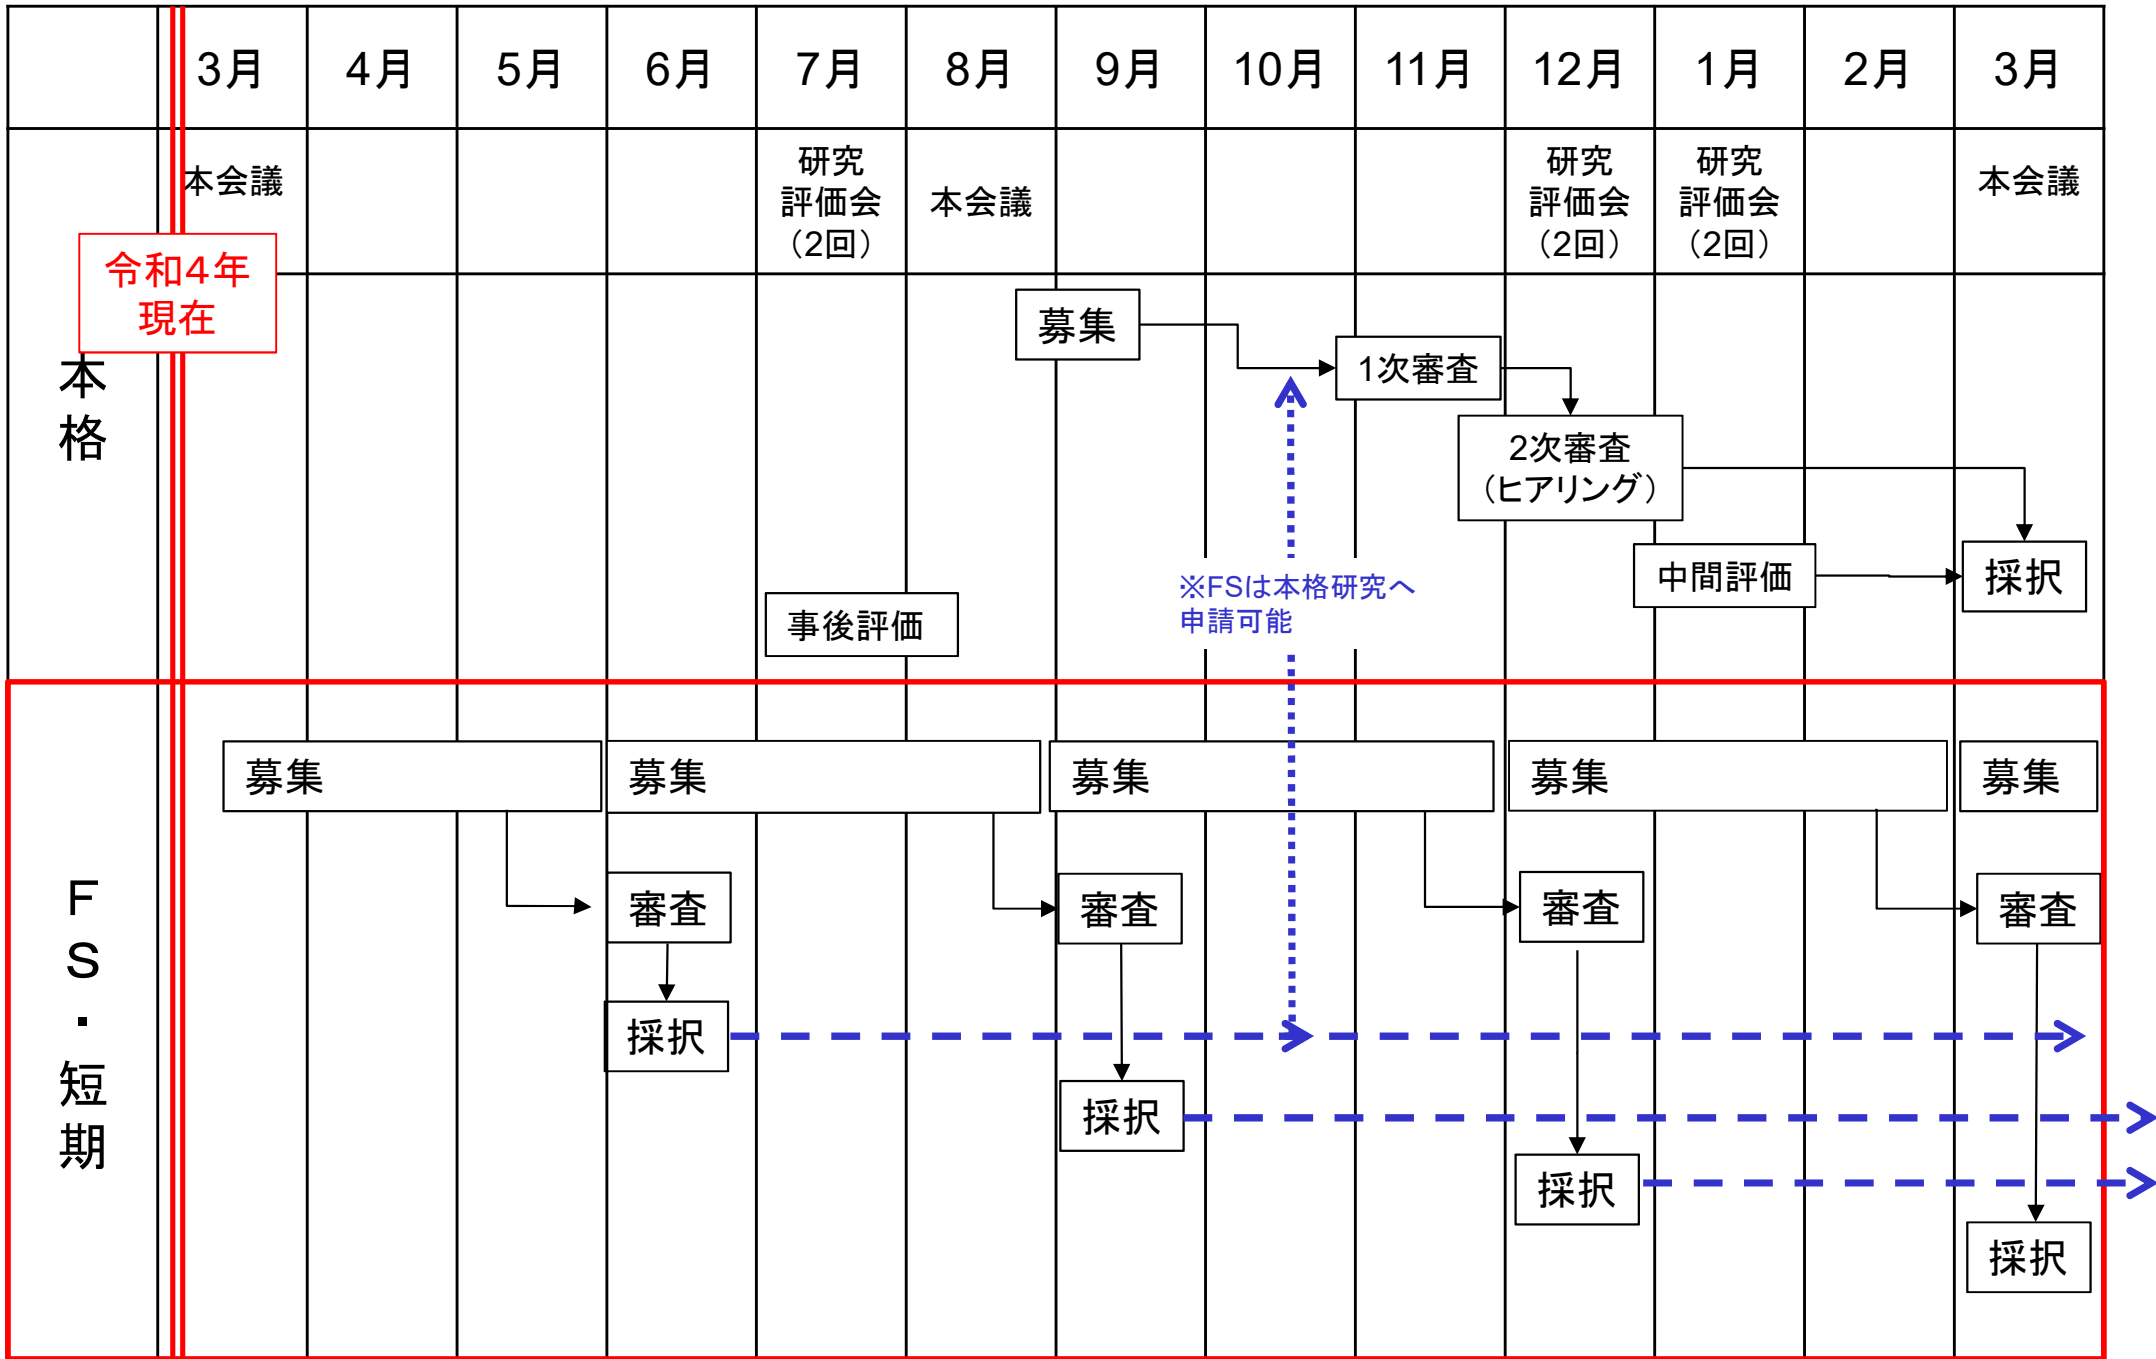 3月
4月
5月
6月
7月
8月
9月
10月
11月
12月
1月
2月
3月
本会議
研究
評価会
（2回）
本会議
研究
評価会
（2回）
研究
評価会
（2回）
本会議
令和4年
現在
本
格
募集
1次審査
2次審査
（ヒアリング）
中間評価
採択
事後評価
※FSは本格研究へ
申請可能
F
S
・
短
期
募集
募集
募集
募集
募集
審査
審査
審査
審査
採択
採択
採択
採択